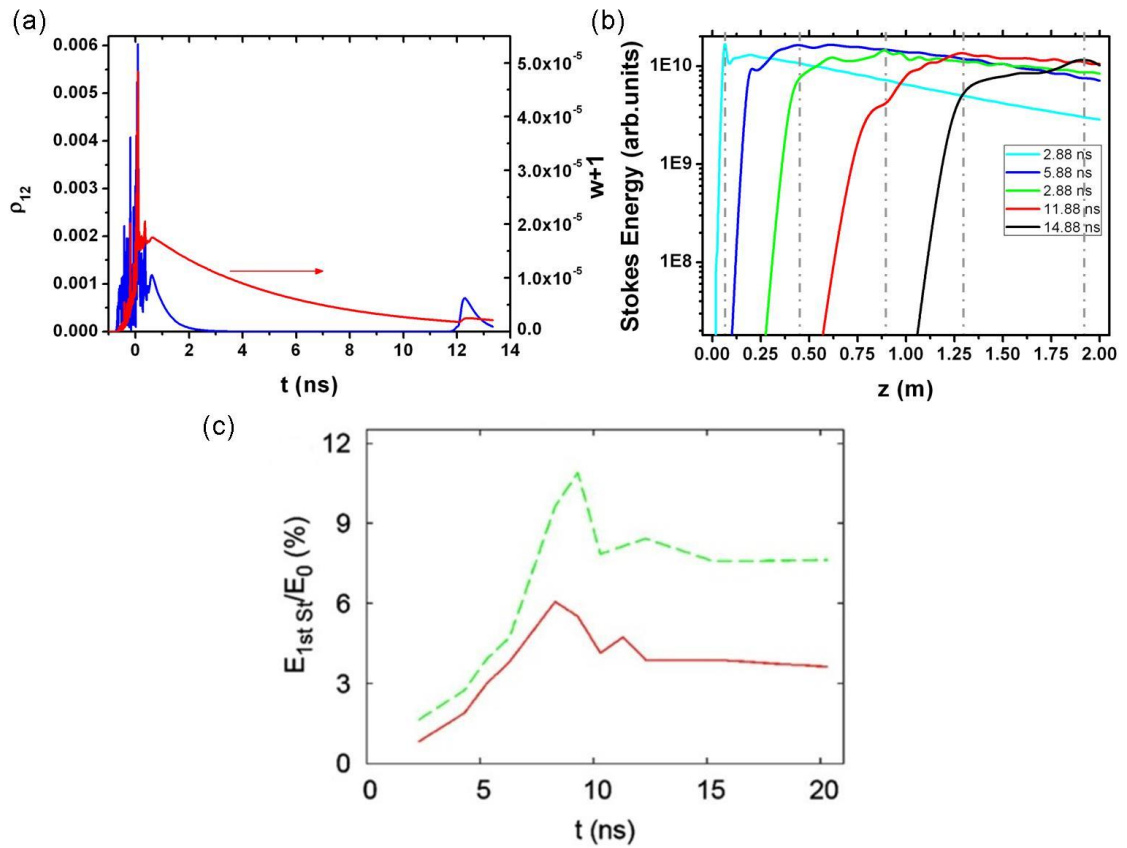 (a)
0.006
0.005
0.004
0.003
0.002
0.001
0.000
ρ12
5.0x10-5
4.0x10-5
3.0x10-5
2.0x10-5
1.0x10-5
0.0
w+1
0 2 4 6 8 10 12 14
t (ns)
(b)
1E10
1E9
1E8
Stokes Energy (arb.units)
2.88 ns
5.88 ns
2.88 ns
11.88 ns
14.88 ns
0.00 0.25 0.50 0.75 1.00 1.25 1.50 1.75 2.00
z (m)
(c)
12
9
6
3
0
E1st St/E0 (%)
0 5 10 15 20
t (ns)